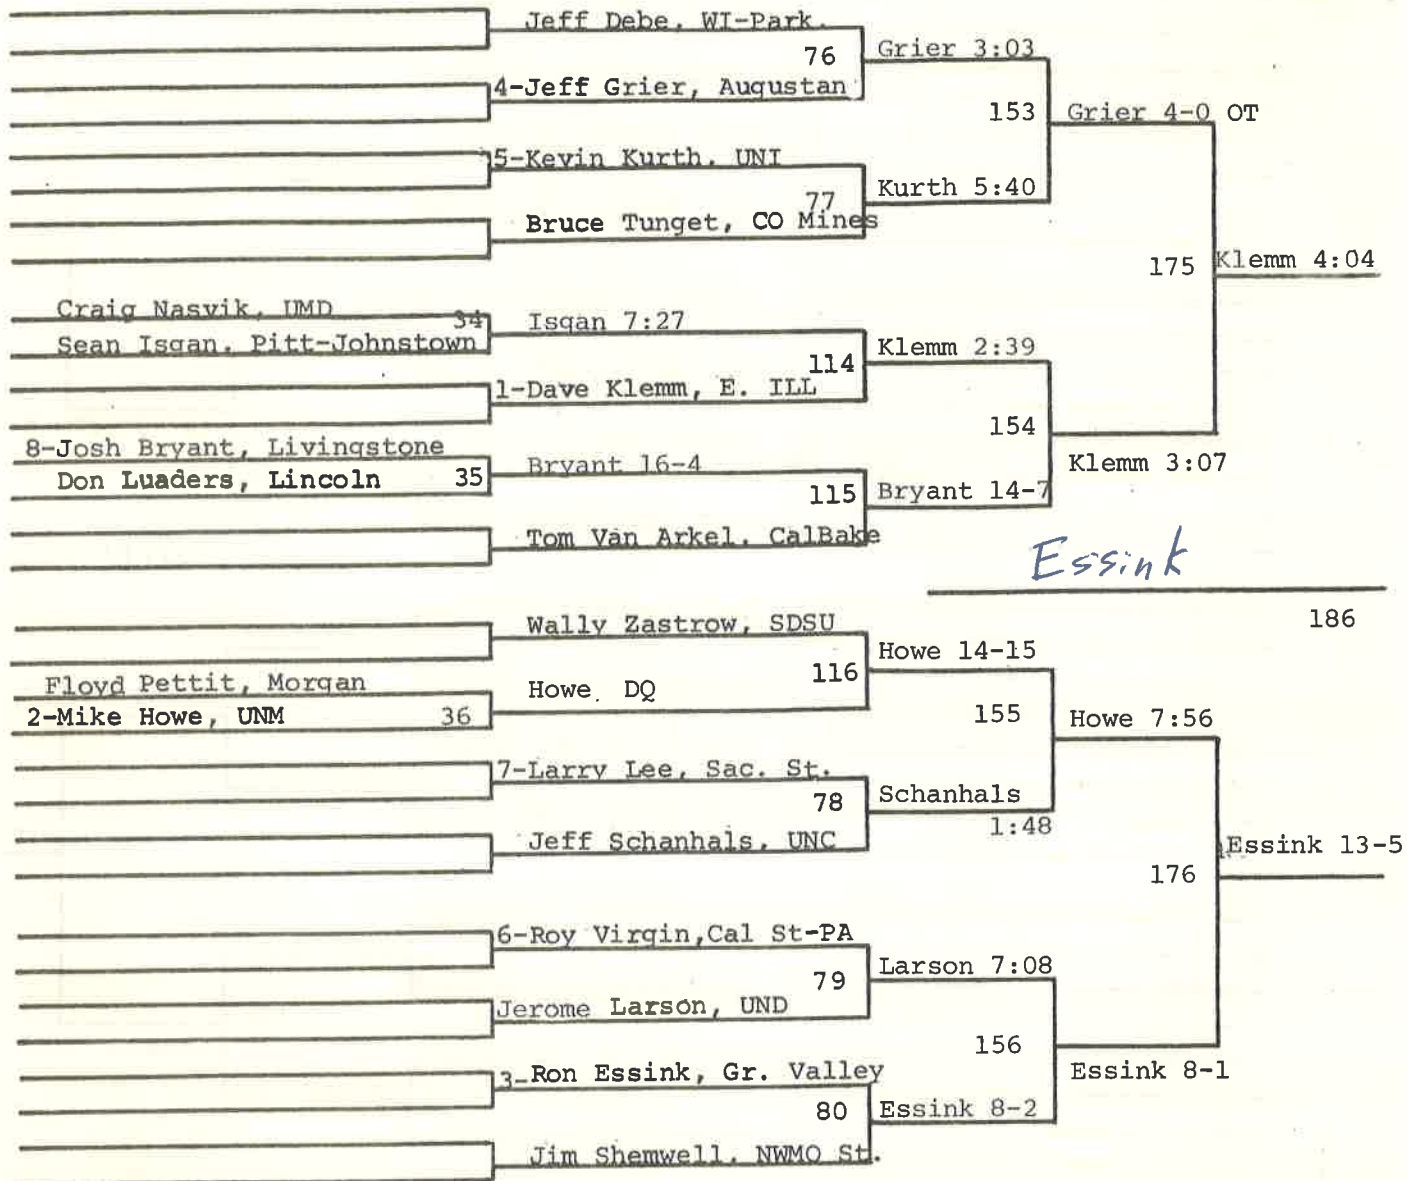 Jeff Debe, WI-Park.
76
Grier 3:03
4-Jeff Grier, Augustan
153
Grier 4-0 OT
5-Kevin Kurth, UNI
77
Kurth 5:40
Bruce Tunget, CO Mines
175
Klemm 4:04
Craig Nasvik, UMD
34
Isgan 7:27
Sean Isgan, Pitt-Johnstown
114
Klemm 2:39
1-Dave Klemm, E. ILL
154
8-Josh Bryant, Livingstone
Klemm 3:07
Don Luaders, Lincoln
35
Bryant 16-4
115
Bryant 14-7
Tom Van Arkel, CalBake
Essink
186
Wally Zastrow, SDSU
116
Howe 14-15
Floyd Pettit, Morgan
Howe, DQ
2-Mike Howe, UNM
36
155
Howe 7:56
7-Larry Lee, Sac. St.
78
Schanhals
1:48
Jeff Schanhals, UNC
Essink 13-5
176
6-Roy Virgin,Cal St-PA
79
Larson 7:08
Jerome Larson, UND
156
Essink 8-1
3-Ron Essink, Gr. Valley
80
Essink 8-2
Jim Shemwell, NWMO St.